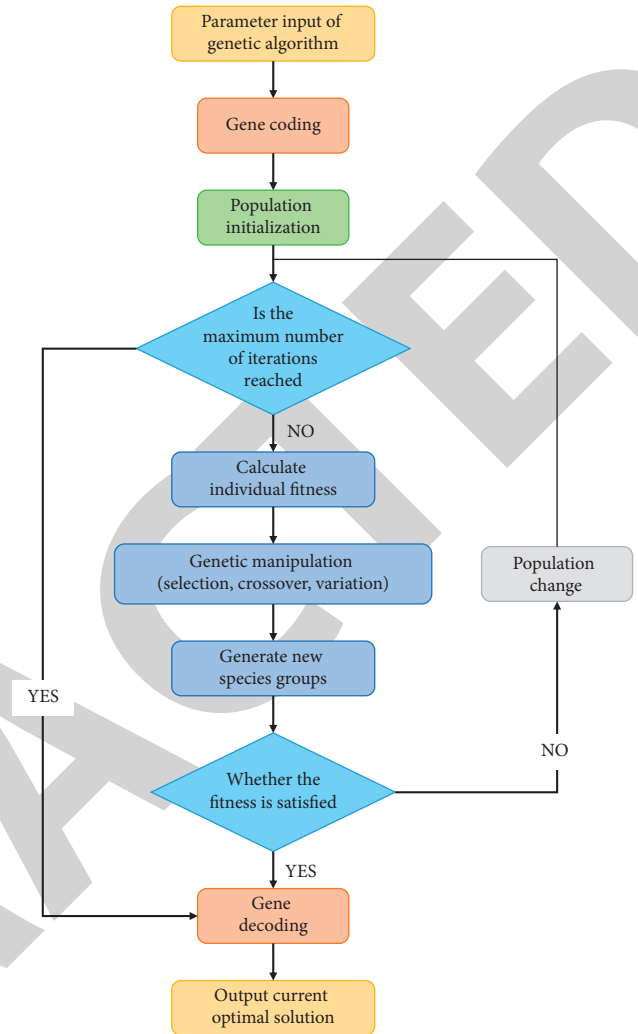 Parameter input of
genetic algorithm
Gene coding
Population
initialization
Is the
maximum number
of iterations
reached
NO
Calculate
individual fitness
Genetic manipulation
(selection, crossover, variation)
Population
change
Generate new
species groups
YES
NO
Whether the
fitness is satisfied
YES
Gene
decoding
Output current
optimal solution
ACTED